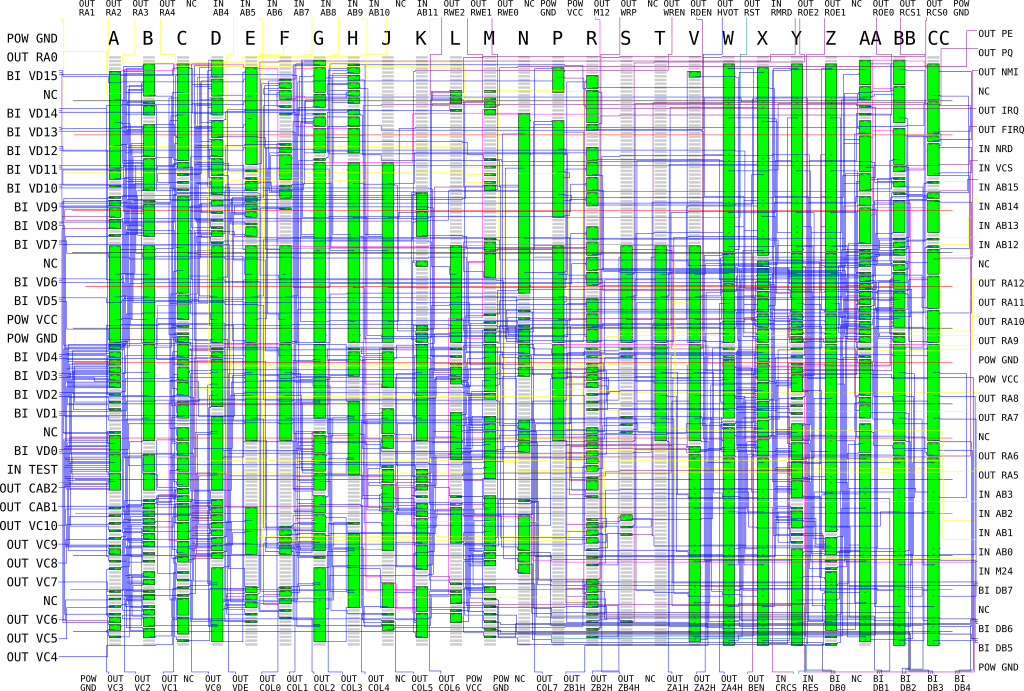 OUT RA1
OUT RA2
OUT RA3
OUT RA4
NC
IN AB4
IN AB5
IN AB6
IN AB7
IN AB8
IN AB9
IN AB10
NC
IN AB11
OUT RWE2
OUT RWE1
OUT RWE0
NC
POW GND
POW VCC
OUT M12
OUT WRP
NC
OUT WREN
OUT RDEN
OUT HVOT
OUT RST
IN RMRD
OUT ROE2
OUT ROE1
NC
OUT ROE0
OUT RCS1
OUT RCS0
POW GND
A B C D E F G H J K L M N P R S T V W X Y Z AA BB CC
POW GND
OUT RA0
BI VD15
NC
BI VD14
BI VD13
BI VD12
BI VD11
BI VD10
BI VD9
BI VD8
BI VD7
NC
BI VD6
BI VD5
POW VCC
POW GND
BI VD4
BI VD3
BI VD2
BI VD1
NC
BI VD0
IN TEST
OUT CAB2
OUT CAB1
OUT VC10
OUT VC9
OUT VC8
OUT VC7
NC
OUT VC6
OUT VC5
OUT VC4
OUT PE
OUT PQ
OUT NMI
NC
OUT IRQ
OUT FIRQ
IN NRD
IN VCS
IN AB15
IN AB14
IN AB13
IN AB12
NC
OUT RA12
OUT RA11
OUT RA10
OUT RA9
POW GND
POW VCC
OUT RA8
OUT RA7
NC
OUT RA6
OUT RA5
IN AB3
IN AB2
IN AB1
IN AB0
IN M24
BI DB7
NC
BI DB6
BI DB5
POW GND
POW GND
OUT VC3
OUT VC2
OUT VC1
NC
OUT VC0
OUT VDE
OUT COL0
OUT COL1
OUT COL2
OUT COL3
OUT COL4
NC
OUT COL5
OUT COL6
POW VCC
POW GND
NC
OUT COL7
OUT ZB1H
OUT ZB2H
OUT ZB4H
NC
OUT ZA1H
OUT ZA2H
OUT ZA4H
OUT BEN
IN CRCS
IN RES
BI DB0
NC
BI DB1
BI DB2
BI DB3
BI DB4